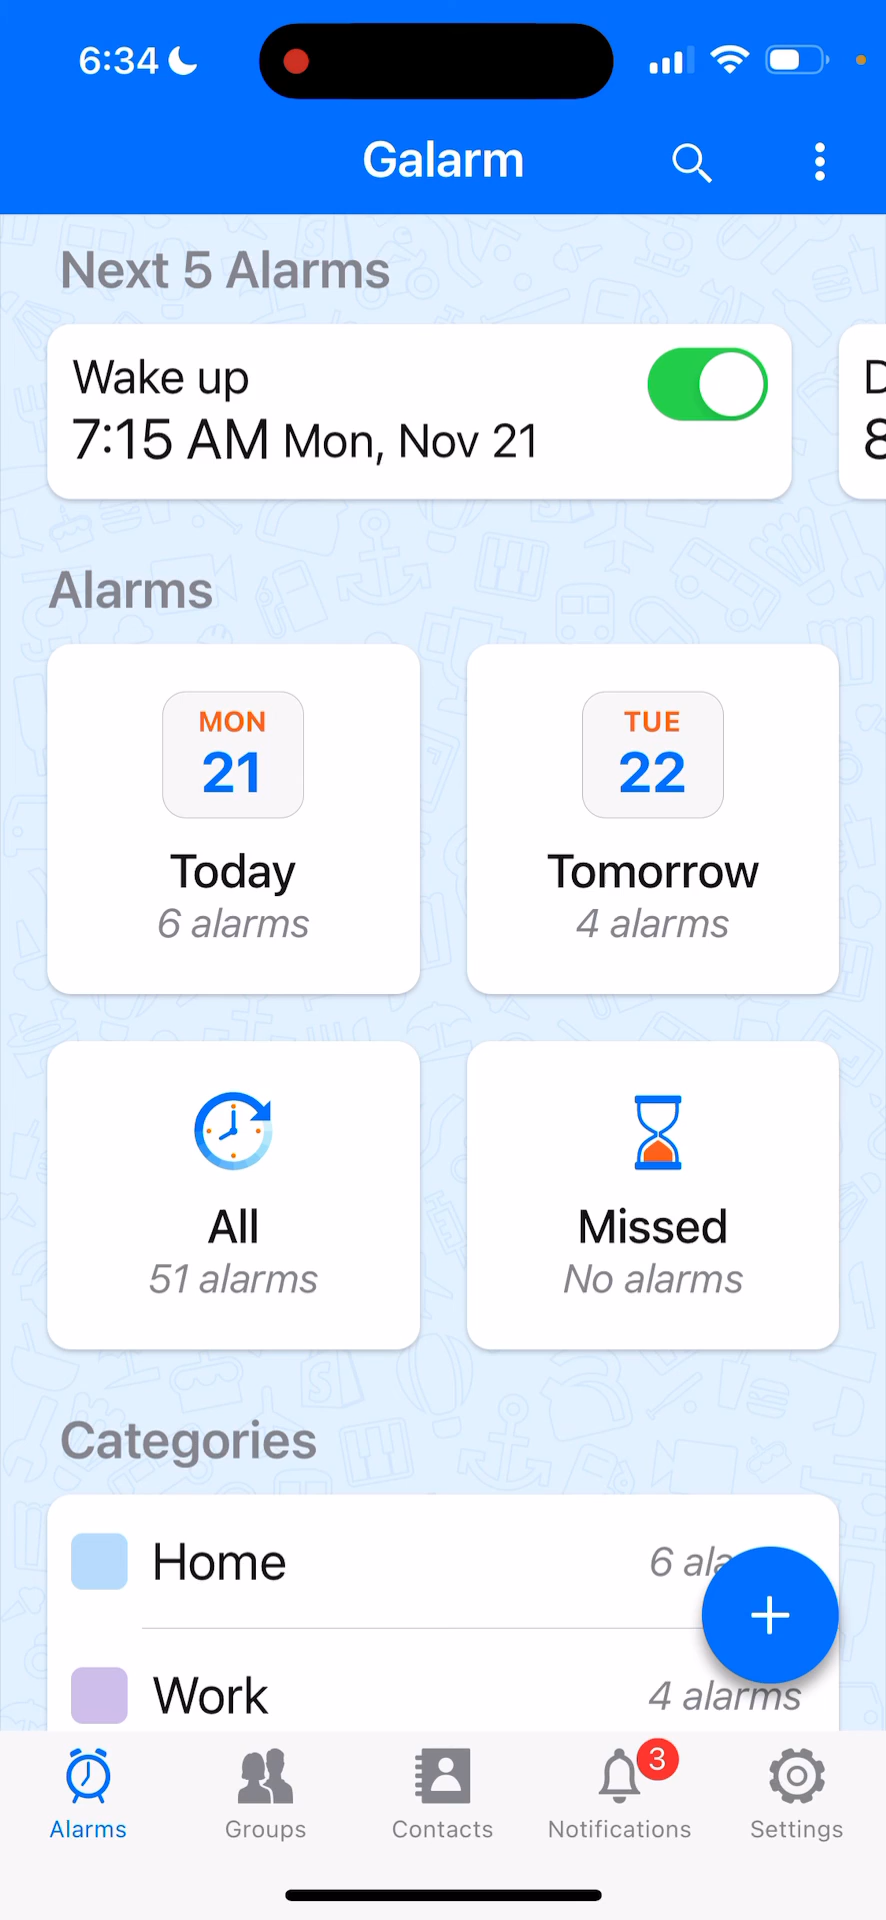 6:34
Galarm
Next 5 Alarms
Wake up
7:15 AM Mon, Nov 21
Alarms
MON
21
Today
6 alarms
TUE
22
Tomorrow
4 alarms
All
51 alarms
Missed
No alarms
Categories
Home
6
Work
4 alarms
Alarms
Groups
Contacts
3
Notifications
Settings